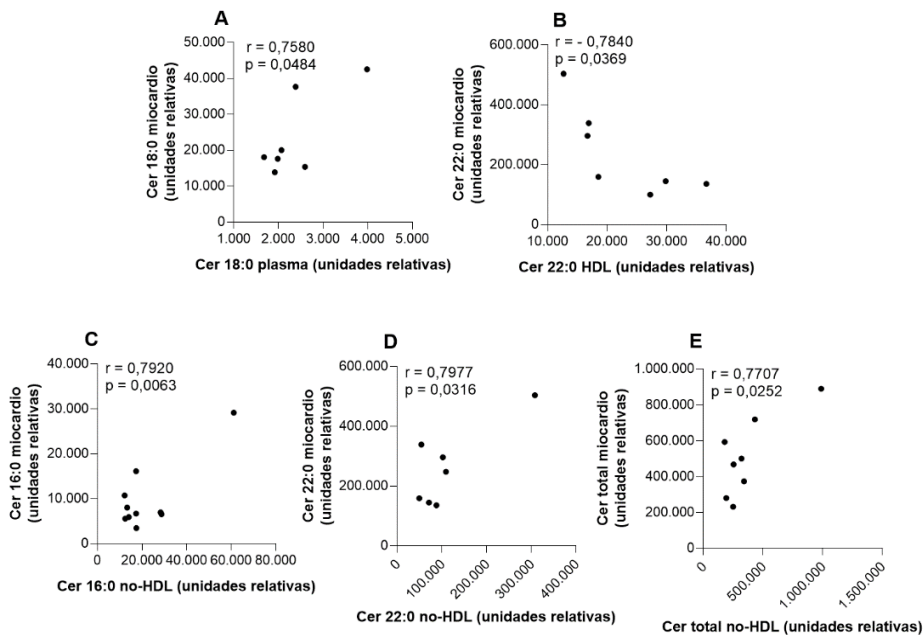 A
r = 0,7580
p = 0,0484
50.000
40.000
30.000
20.000
10.000
0
Cer 18:0 miocardio
(unidades relativas)
1.000
2.000
3.000
4.000
5.000
Cer 18:0 plasma (unidades relativas)
B
r = - 0,7840
p = 0,0369
600.000
400.000
200.000
0
Cer 22:0 miocardio
(unidades relativas)
10.000
20.000
30.000
40.000
Cer 22:0 HDL (unidades relativas)
C
r = 0,7920
p = 0,0063
40.000
30.000
20.000
10.000
0
Cer 16:0 miocardio
(unidades relativas)
0
20.000
40.000
60.000
80.000
Cer 16:0 no-HDL (unidades relativas)
D
r = 0,7977
p = 0,0316
600.000
400.000
200.000
0
Cer 22:0 miocardio
(unidades relativas)
0
100.000
200.000
300.000
400.000
Cer 22:0 no-HDL (unidades relativas)
E
r = 0,7707
p = 0,0252
1.000.000
800.000
600.000
400.000
200.000
0
Cer total miocardio
(unidades relativas)
0
500.000
1.000.000
1.500.000
Cer total no-HDL (unidades relativas)